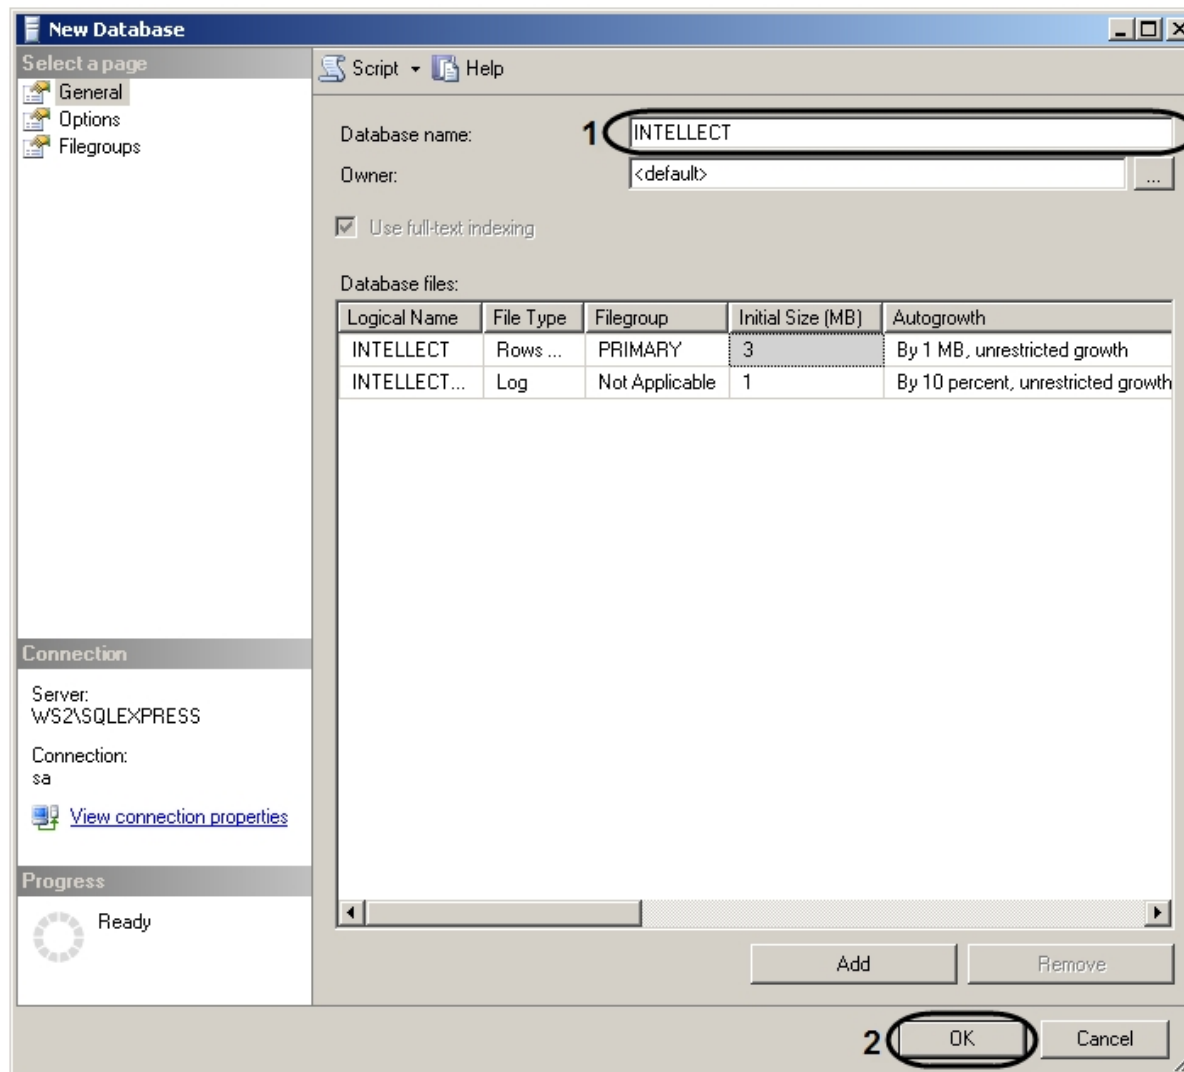 New Database
Select a page
General
Options
Filegroups
Script Help
Database name: 1 INTELLECT
Owner: <default> ...
Use full-text indexing
Database files:
Logical Name File Type Filegroup Initial Size (MB) Autogrowth
INTELLECT Rows ... PRIMARY 3 By 1 MB, unrestricted growth
INTELLECT... Log Not Applicable 1 By 10 percent, unrestricted growth
Connection
Server:
WS2\SQLEXPRESS
Connection:
sa
View connection properties
Progress
Ready
Add Remove
2 OK Cancel